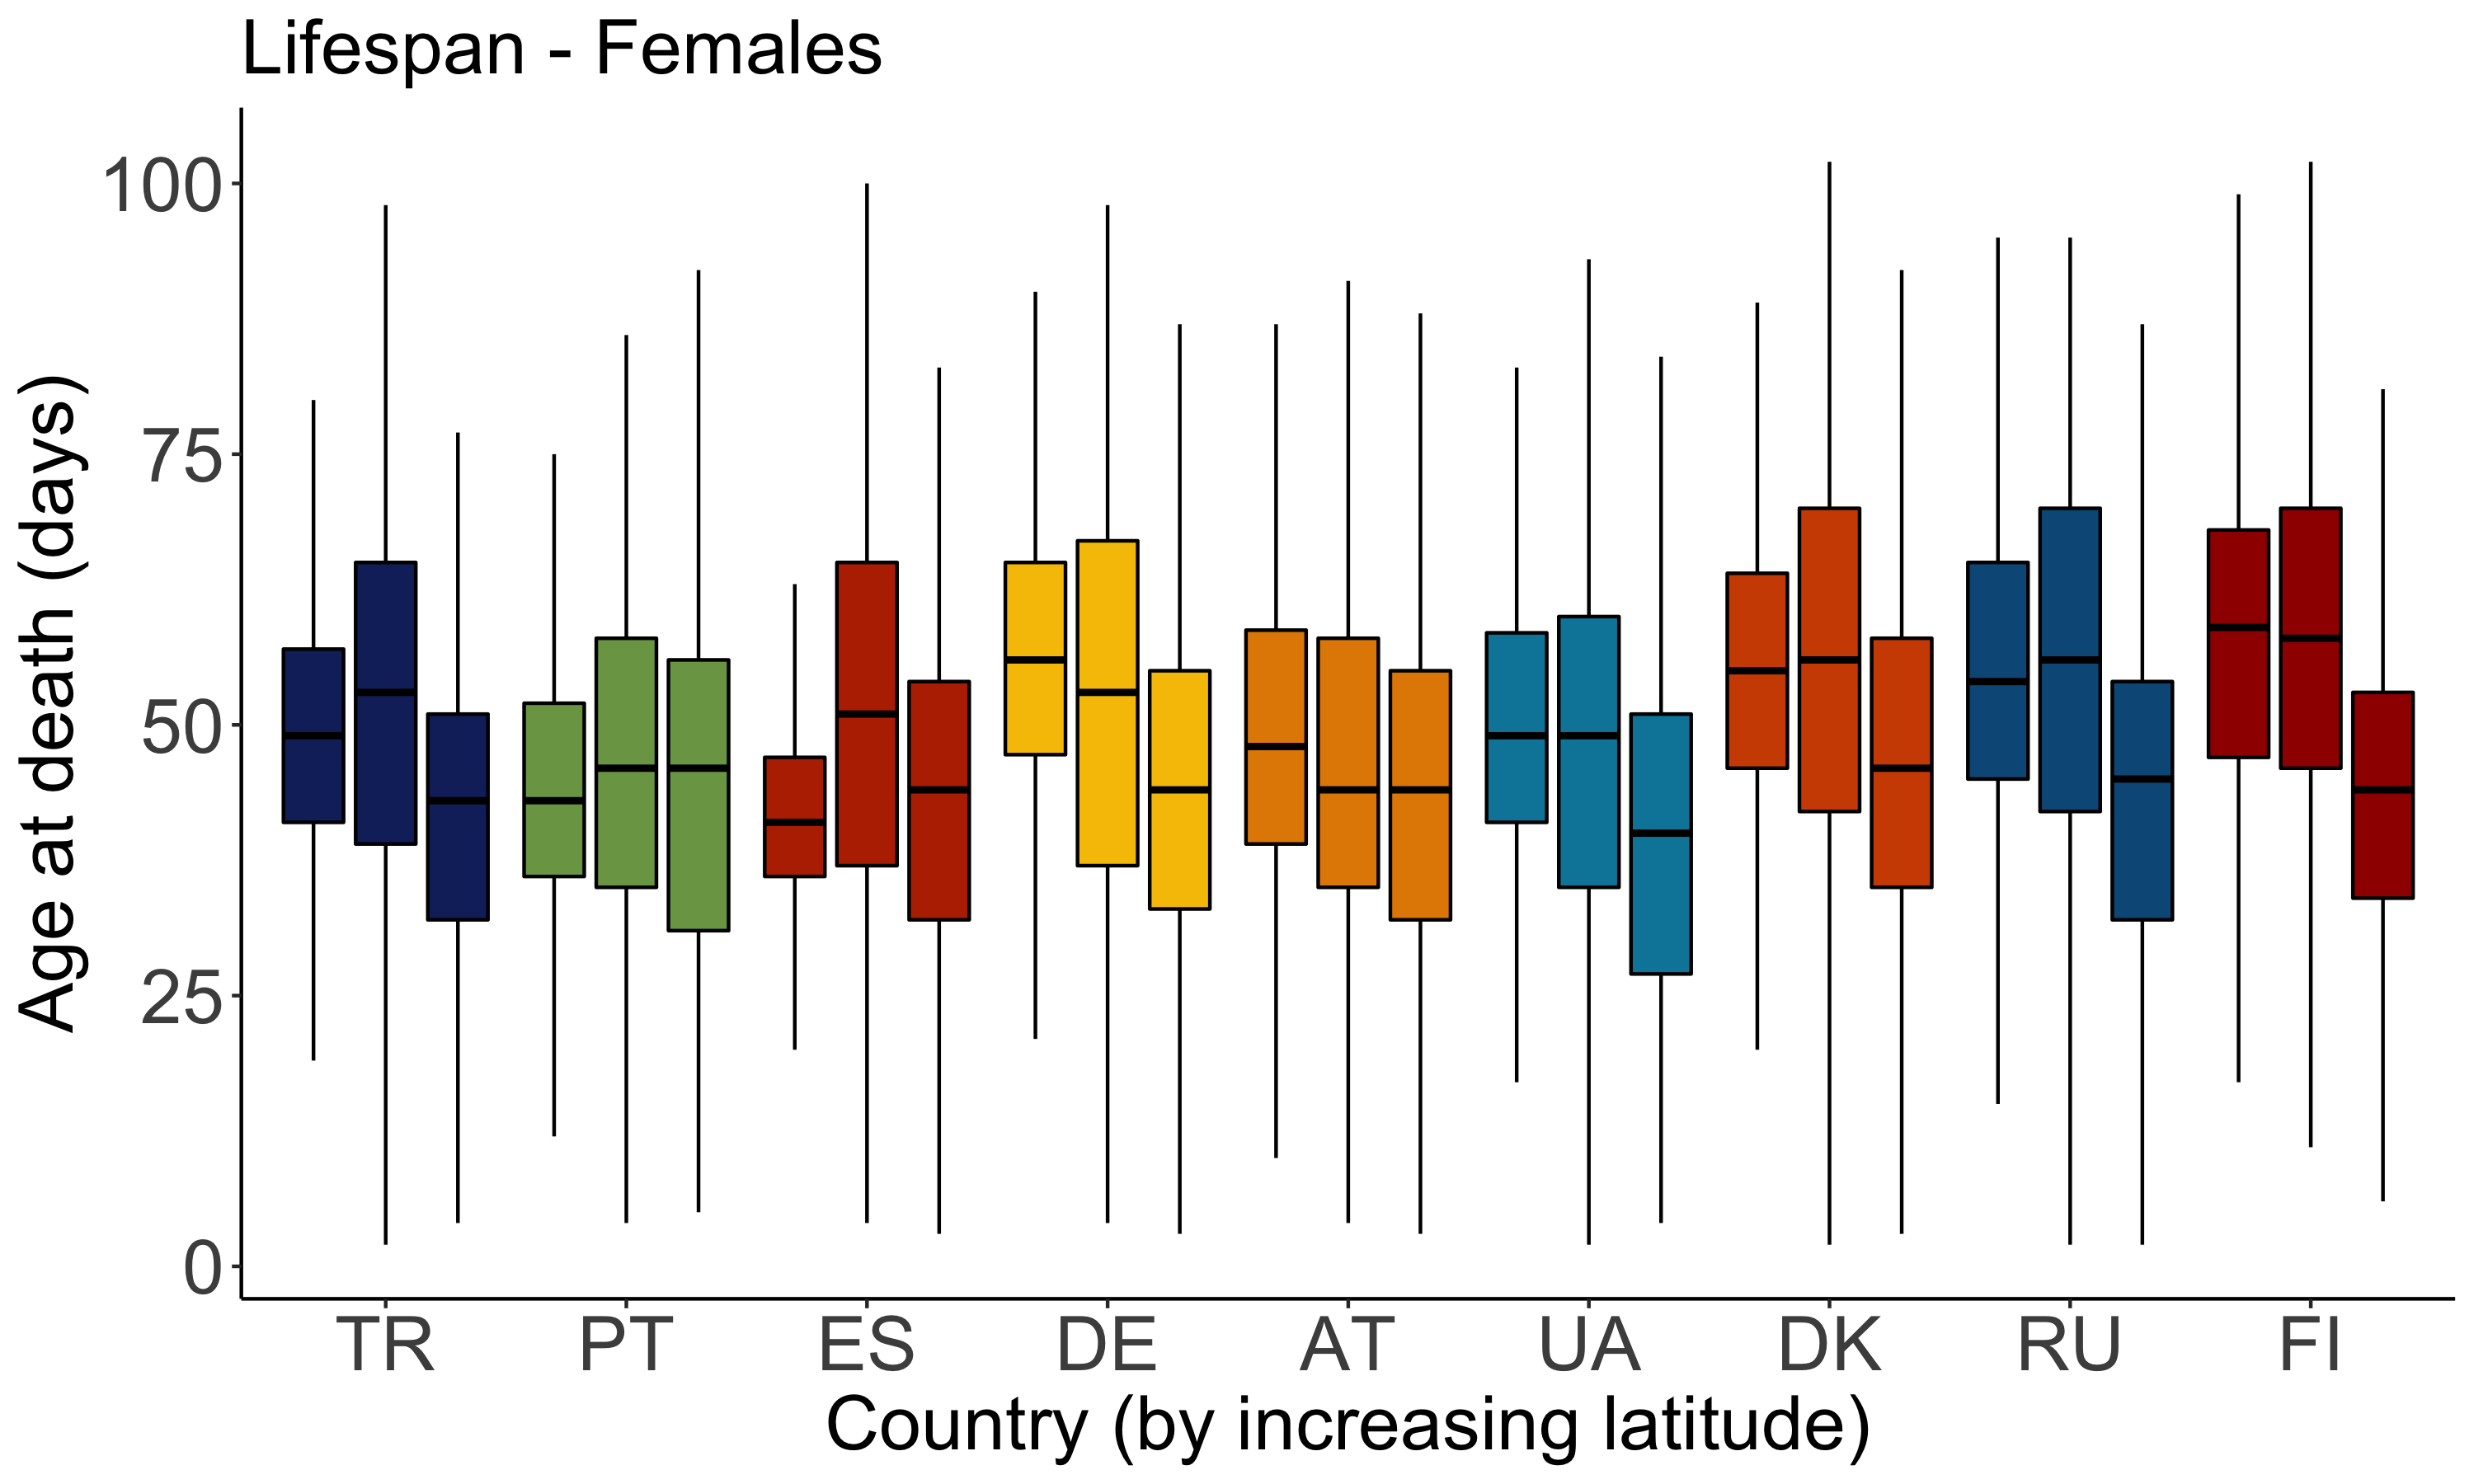 Lifespan - Females
Age at death (days)
100
75
50
25
0
TR PT ES DE AT UA DK RU FI
Country (by increasing latitude)